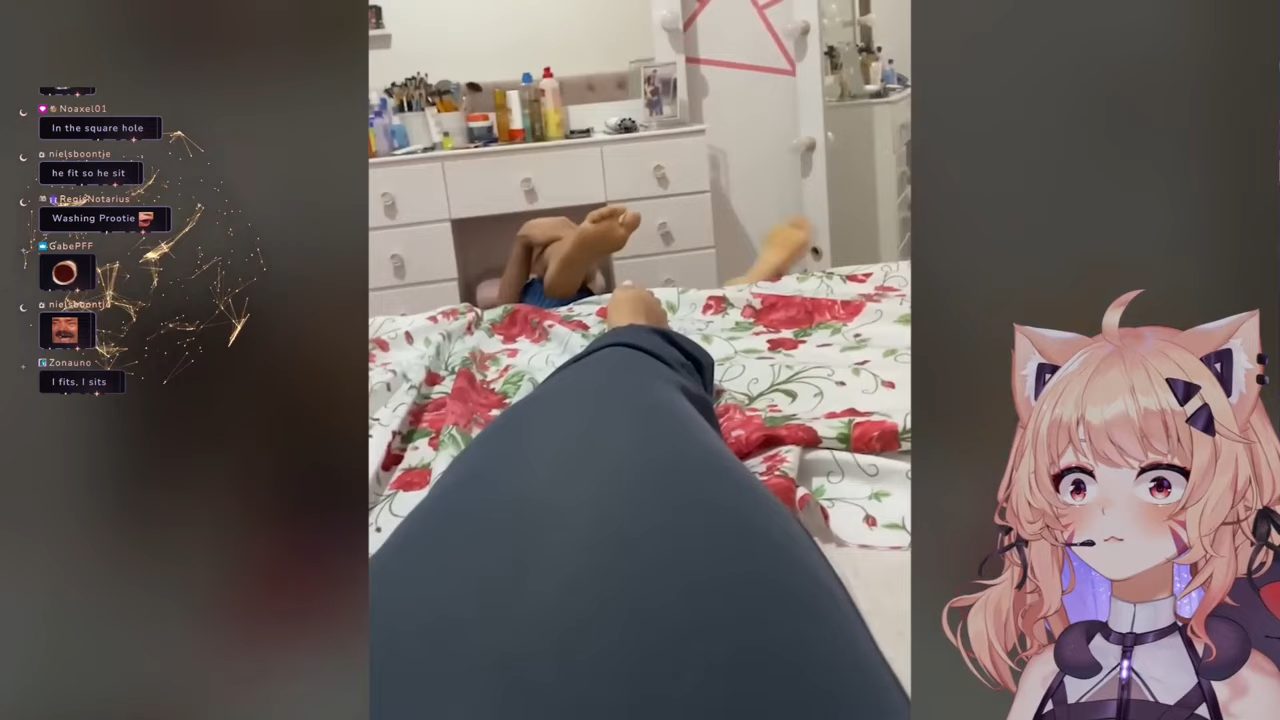 Noaxel01
In the square hole
nielsboontje
he fit so he sit
RegisNotarius
Washing Prootie
GabePFF
nielsboontje
Zonauno
I fits, I sits